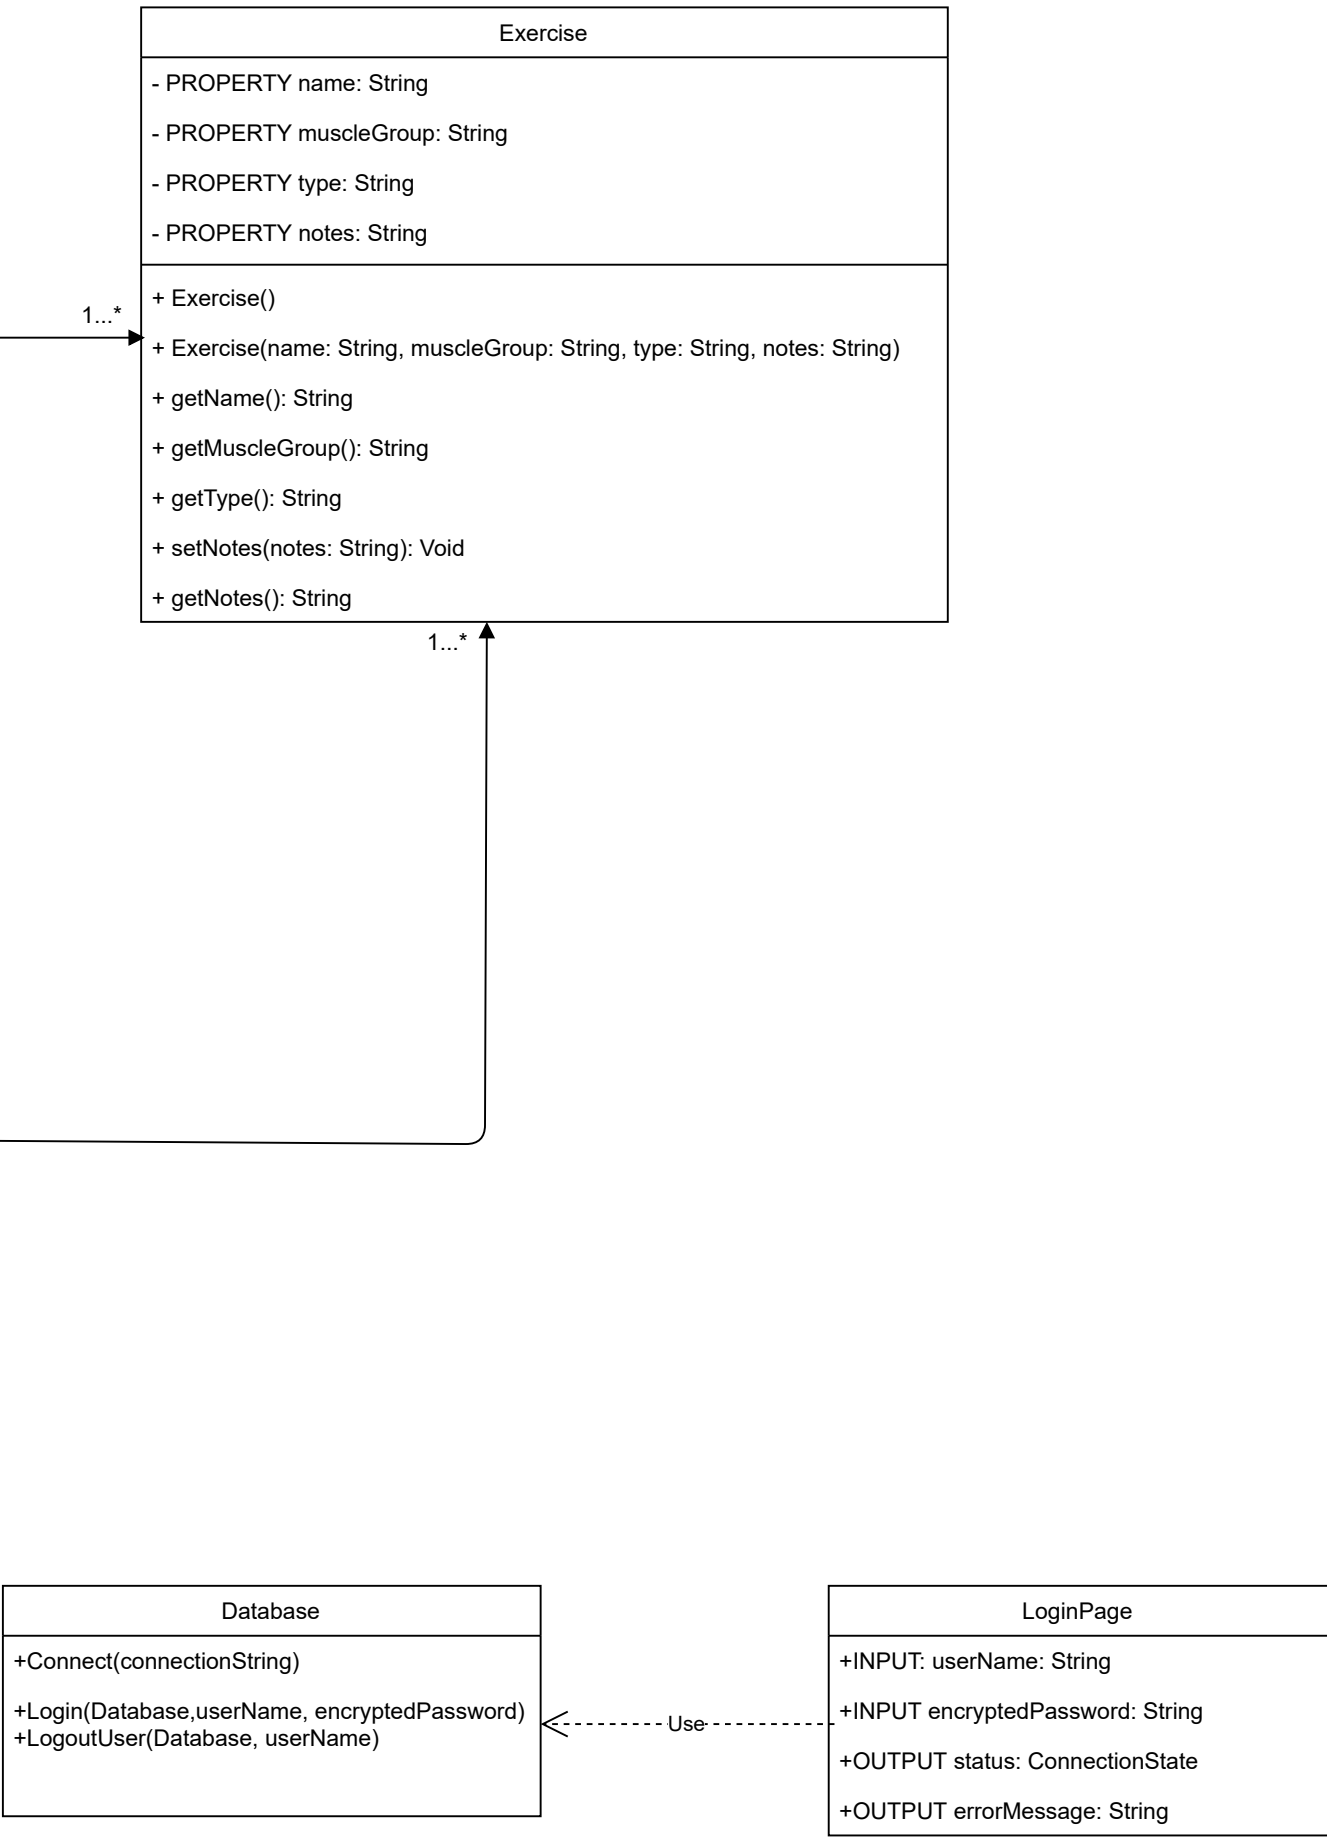 Exercise
- PROPERTY name: String
- PROPERTY muscleGroup: String
- PROPERTY type: String
- PROPERTY notes: String
1...*
+ Exercise()
+ Exercise(name: String, muscleGroup: String, type: String, notes: String)
+ getName(): String
+ getMuscleGroup(): String
+ getType(): String
+ setNotes(notes: String): Void
+ getNotes(): String
1...*
Database
+Connect(connectionString)
+Login(Database,userName, encryptedPassword)
+LogoutUser(Database, userName)
Use
LoginPage
+INPUT: userName: String
+INPUT encryptedPassword: String
+OUTPUT status: ConnectionState
+OUTPUT errorMessage: String